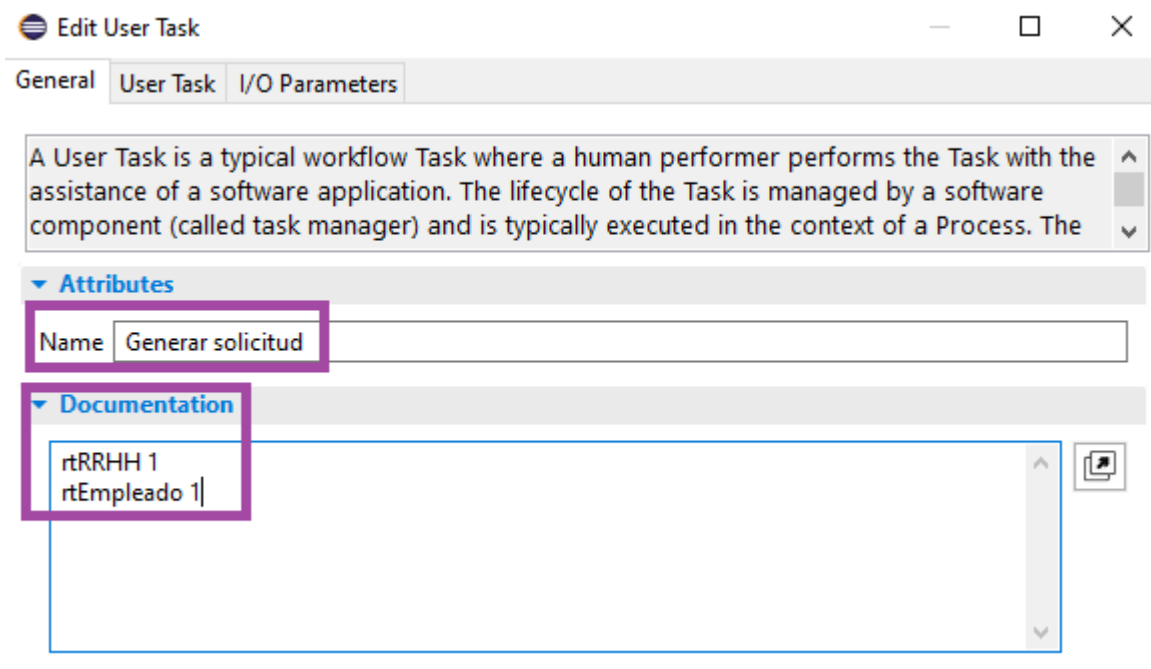 Edit User Task
General User Task I/O Parameters
A User Task is a typical workflow Task where a human performer performs the Task with the
assistance of a software application. The lifecycle of the Task is managed by a software
component (called task manager) and is typically executed in the context of a Process. The
Attributes
Name Generar solicitud
Documentation
rtRRHH 1
rtEmpleado 1